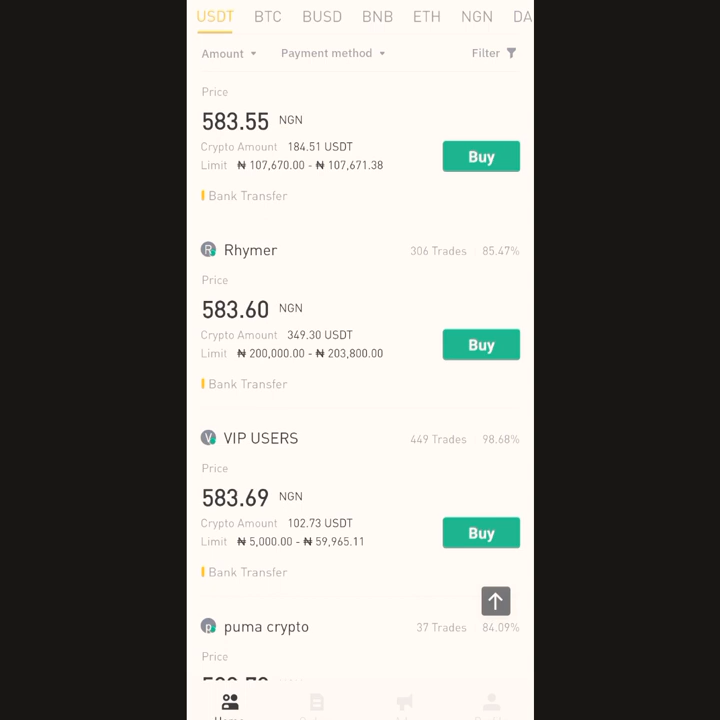 USDT BTC BUSD BNB ETH NGN DA
Amount Payment method Filter
Price
583.55 NGN
Crypto Amount 184.51 USDT
Limit ₦ 107,670.00 - ₦ 107,671.38
Buy
Bank Transfer
R Rhymer 306 Trades 85.47%
Price
583.60 NGN
Crypto Amount 349.30 USDT
Limit ₦ 200,000.00 - ₦ 203,800.00
Buy
Bank Transfer
V VIP USERS 449 Trades 98.68%
Price
583.69 NGN
Crypto Amount 102.73 USDT
Limit ₦ 5,000.00 - ₦ 59,965.11
Buy
Bank Transfer
p puma crypto 37 Trades 84.09%
Price